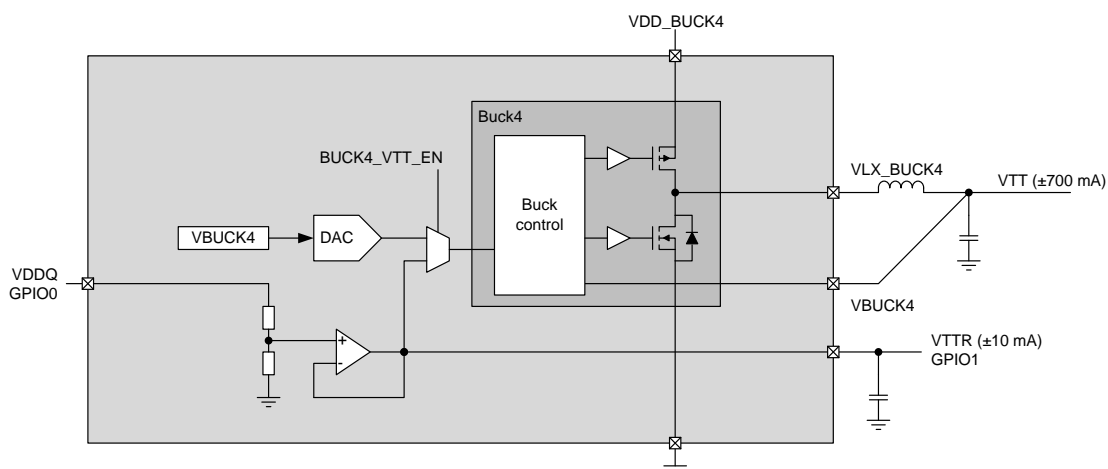 VDD_BUCK4
Buck4
BUCK4_VTT_EN
VLX_BUCK4
VTT (±700 mA)
Buck
control
VBUCK4
DAC
VDDQ
GPIO0
VBUCK4
+
-
VTTR (±10 mA)
GPIO1